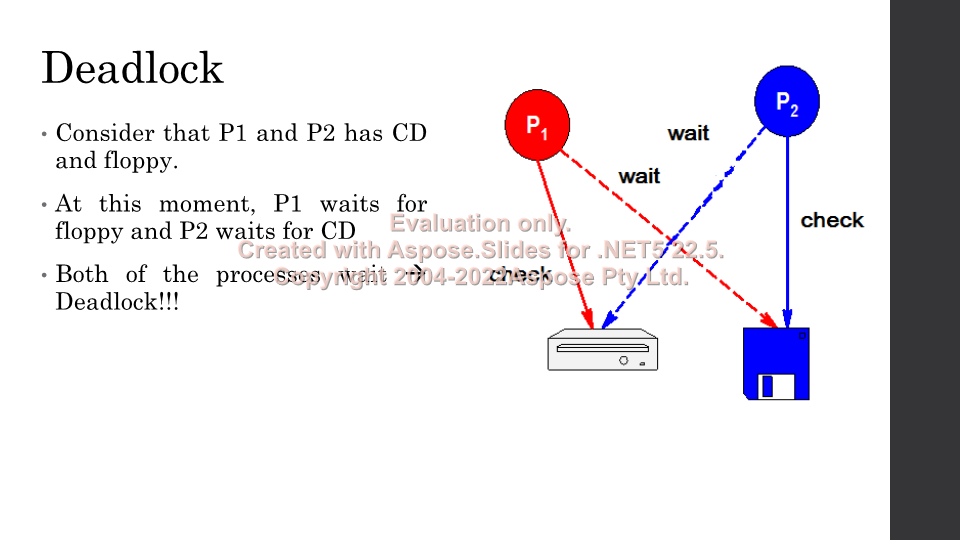 Deadlock
• Consider that P1 and P2 has CD
and floppy.
• At this moment, P1 waits for
floppy and P2 waits for CD
• Both of the processes wait →
Deadlock!!!
P1
P2
wait
wait
check
check
Evaluation only.
Created with Aspose.Slides for .NET5 22.5.
Copyright 2004-2022Aspose Pty Ltd.